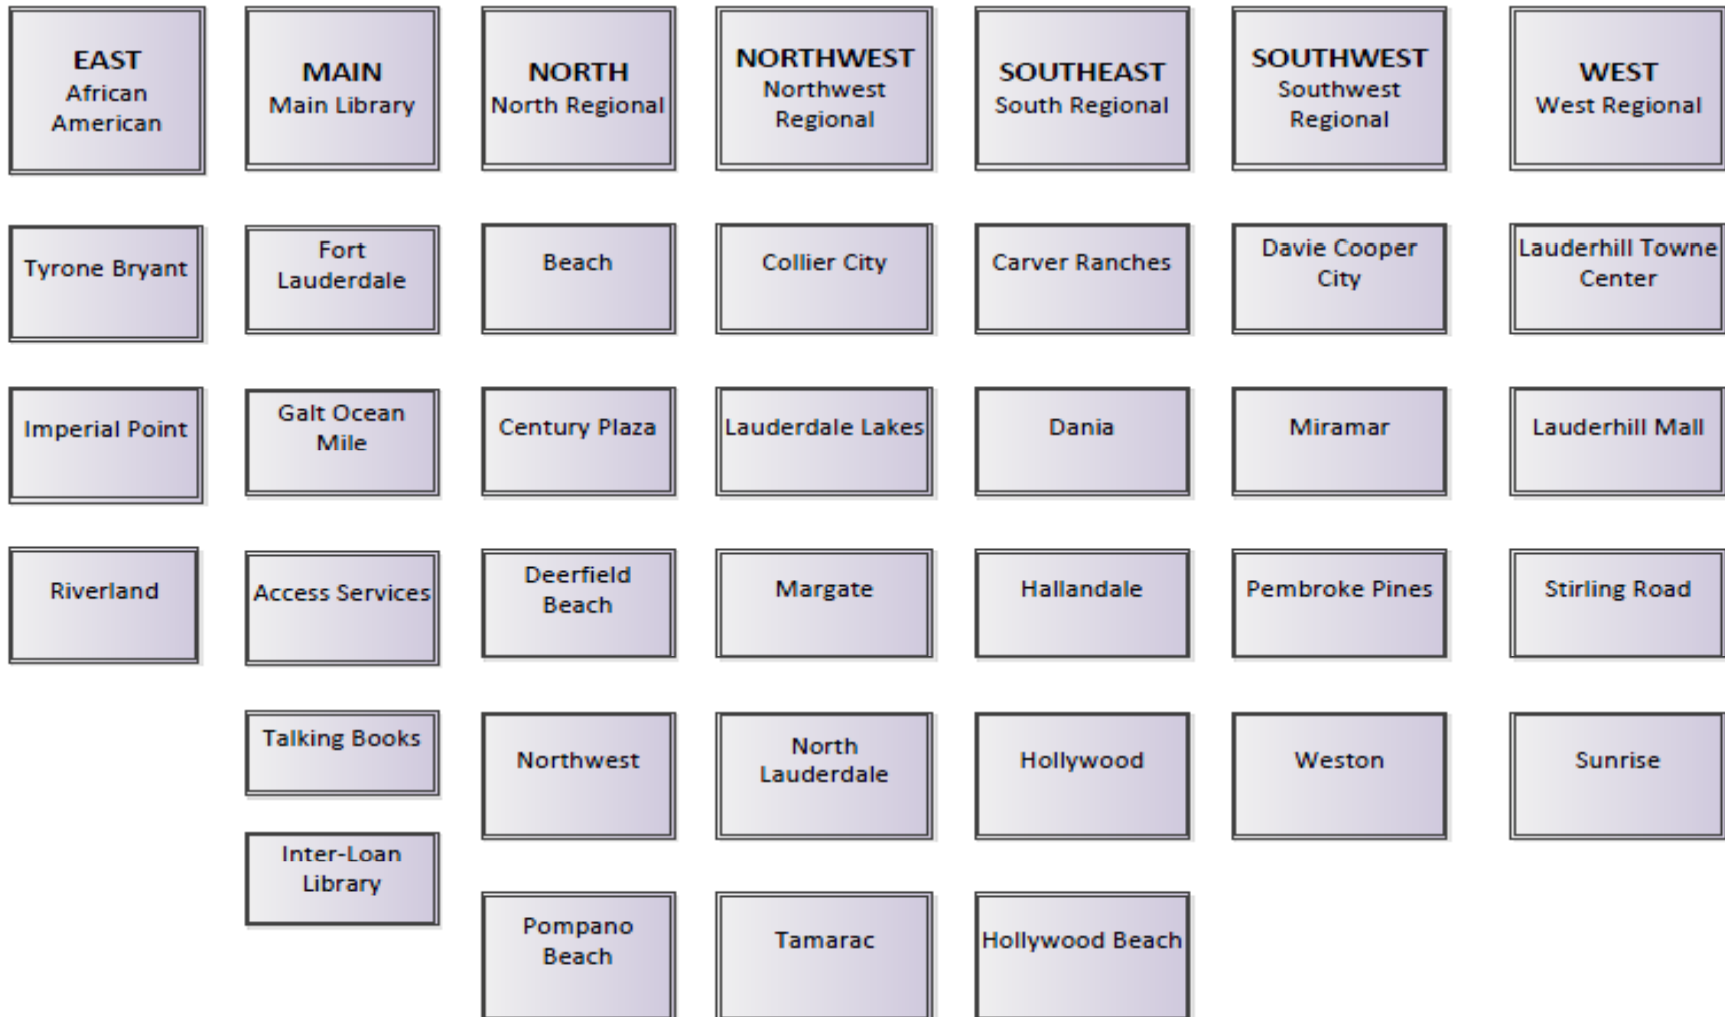 EAST
African
American
MAIN
Main Library
NORTH
North Regional
NORTHWEST
Northwest
Regional
SOUTHEAST
South Regional
SOUTHWEST
Southwest
Regional
WEST
West Regional
Tyrone Bryant
Fort
Lauderdale
Beach
Collier City
Carver Ranches
Davie Cooper
City
Lauderhill Towne
Center
Imperial Point
Galt Ocean
Mile
Century Plaza
Lauderdale Lakes
Dania
Miramar
Lauderhill Mall
Riverland
Access Services
Deerfield
Beach
Margate
Hallandale
Pembroke Pines
Stirling Road
Talking Books
Northwest
North
Lauderdale
Hollywood
Weston
Sunrise
Inter-Loan
Library
Pompano
Beach
Tamarac
Hollywood Beach